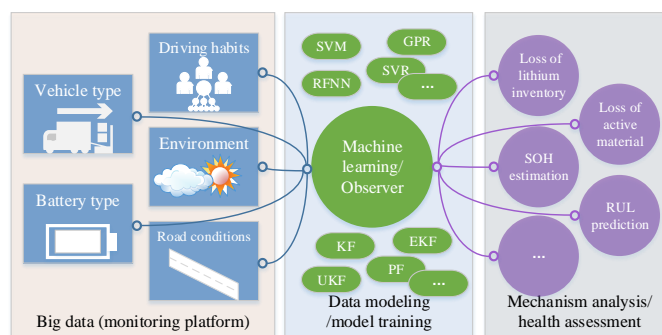 Driving habits
Vehicle type
Environment
Battery type
Road conditions
Big data (monitoring platform)
SVM
GPR
RFNN
SVR
...
Machine
learning/
Observer
KF
EKF
UKF
PF
...
Data modeling
/model training
Loss of
lithium
inventory
Loss of
active
material
SOH
estimation
RUL
prediction
...
Mechanism analysis/
health assessment